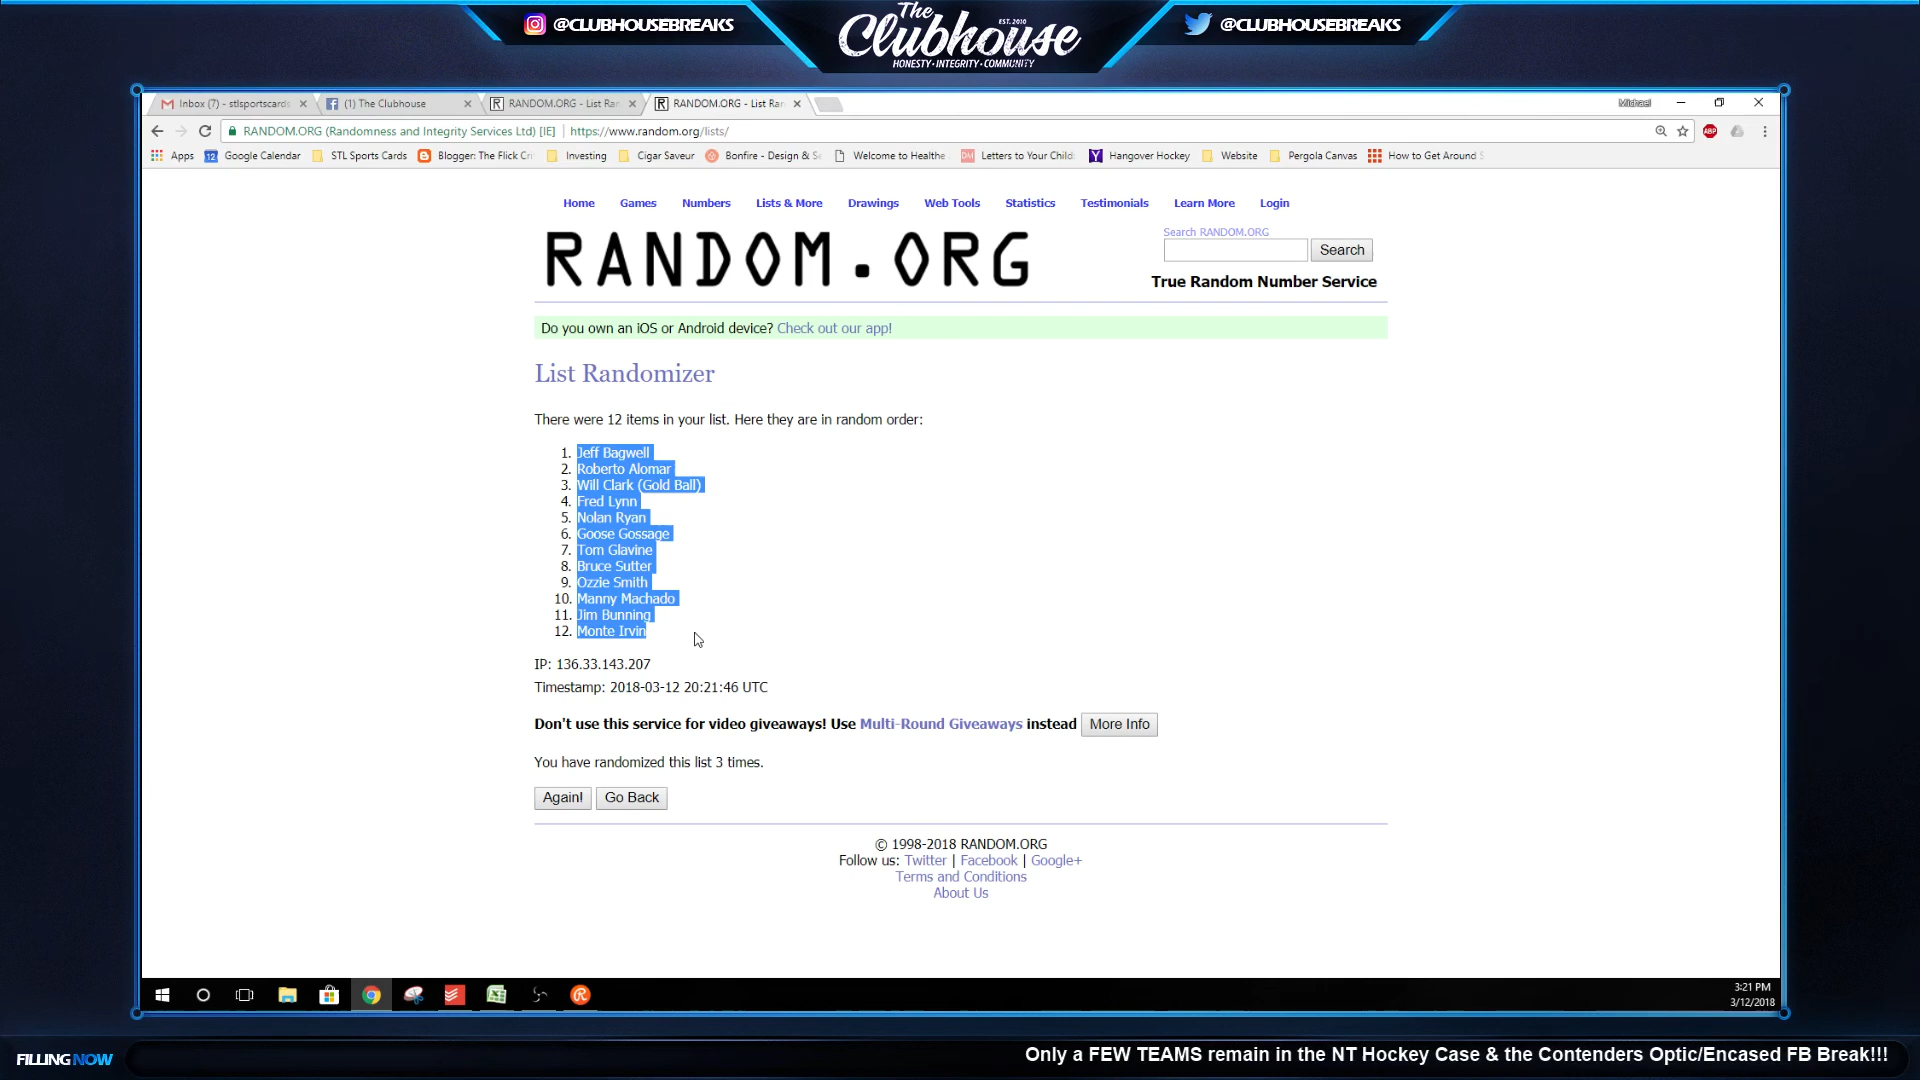 @CLUBHOUSEBREAKS
The Clubhouse
EST. 2010
HONESTY • INTEGRITY • COMMUNITY
@CLUBHOUSEBREAKS
Inbox (7) - stlsportscards
(1) The Clubhouse
RANDOM.ORG - List Ran
RANDOM.ORG - List Ran
Michael
RANDOM.ORG (Randomness and Integrity Services Ltd) [IE] | https://www.random.org/lists/
ABP
Apps
Google Calendar
STL Sports Cards
Blogger: The Flick Cri
Investing
Cigar Saveur
Bonfire - Design & Se
Welcome to Healthe
Letters to Your Child
Hangover Hockey
Website
Pergola Canvas
How to Get Around S
Home Games Numbers Lists & More Drawings Web Tools Statistics Testimonials Learn More Login
RANDOM.ORG
Search RANDOM.ORG
Search
True Random Number Service
Do you own an iOS or Android device? Check out our app!
List Randomizer
There were 12 items in your list. Here they are in random order:
1. Jeff Bagwell
2. Roberto Alomar
3. Will Clark (Gold Ball)
4. Fred Lynn
5. Nolan Ryan
6. Goose Gossage
7. Tom Glavine
8. Bruce Sutter
9. Ozzie Smith
10. Manny Machado
11. Jim Bunning
12. Monte Irvin
IP: 136.33.143.207
Timestamp: 2018-03-12 20:21:46 UTC
Don't use this service for video giveaways! Use Multi-Round Giveaways instead More Info
You have randomized this list 3 times.
Again! Go Back
© 1998-2018 RANDOM.ORG
Follow us: Twitter | Facebook | Google+
Terms and Conditions
About Us
3:21 PM
3/12/2018
FILLING NOW
Only a FEW TEAMS remain in the NT Hockey Case & the Contenders Optic/Encased FB Break!!!